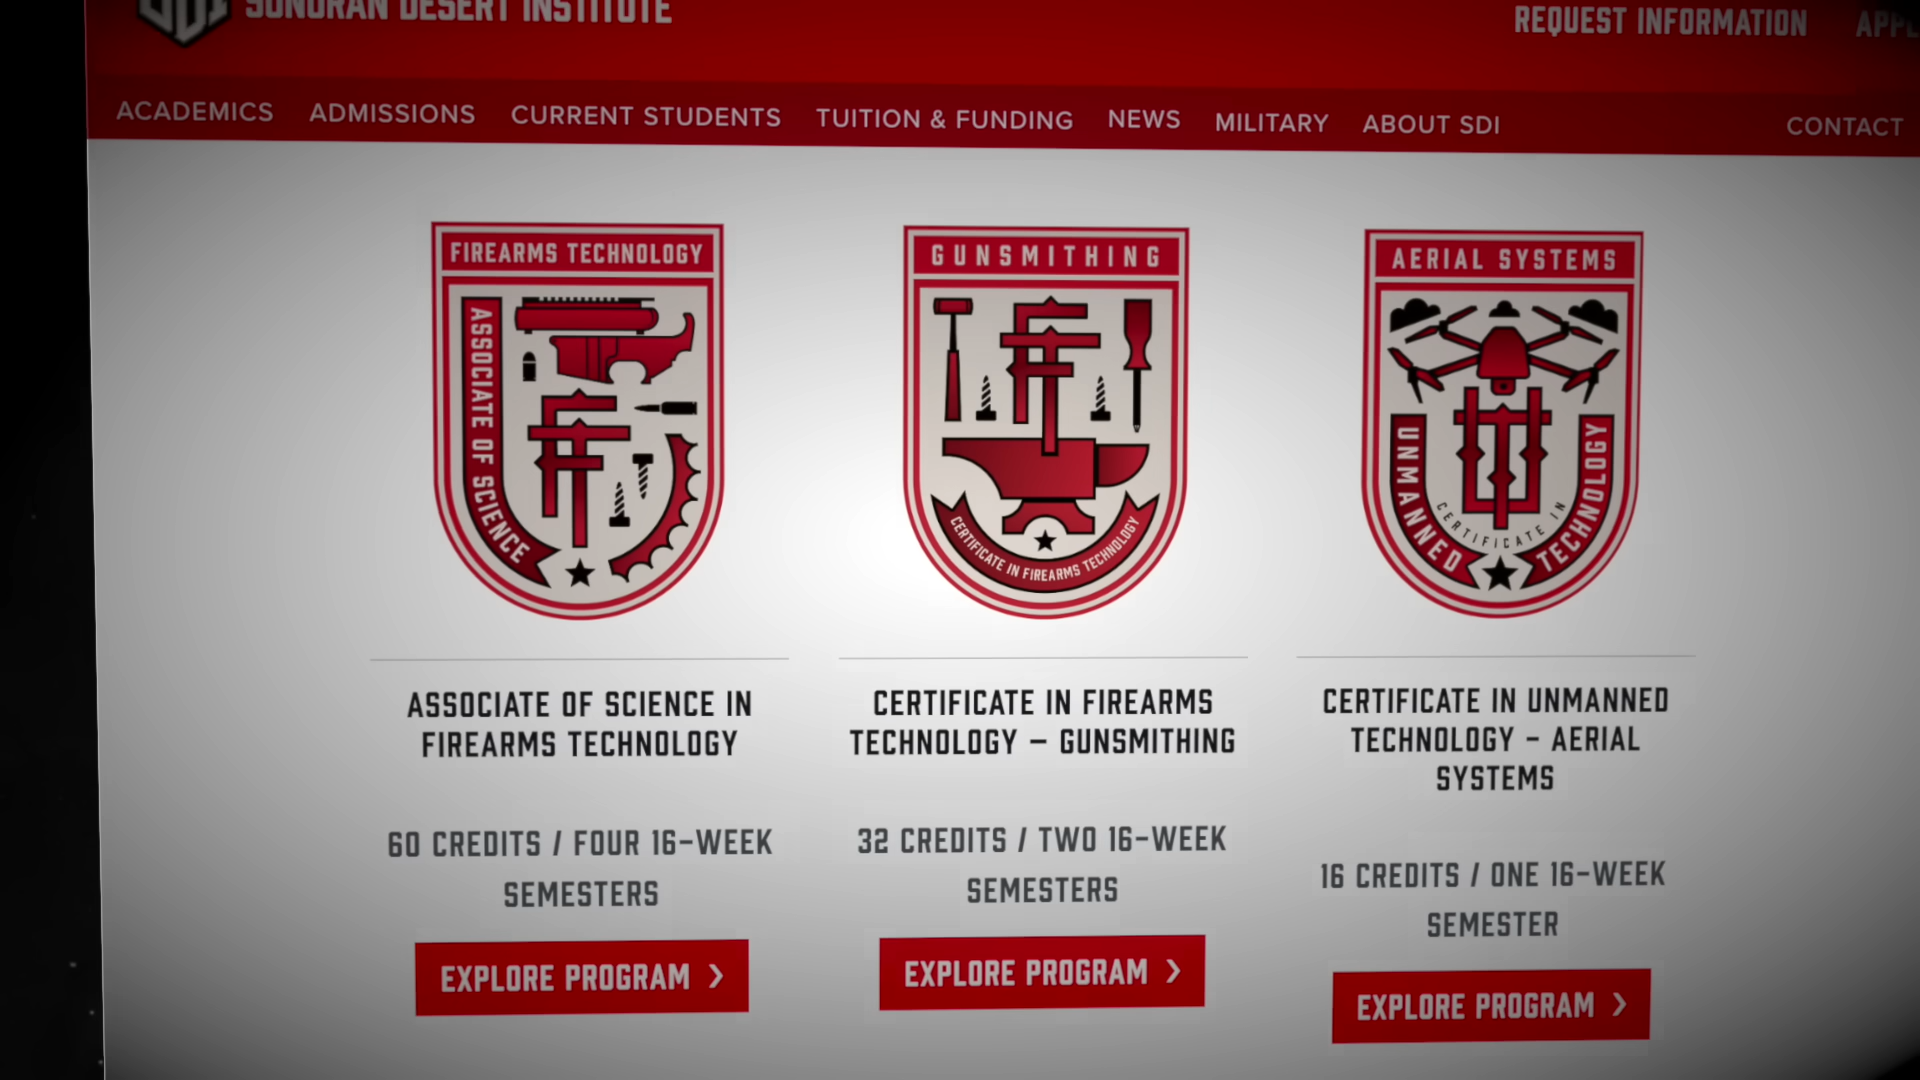 SONORAN DESERT INSTITUTE
REQUEST INFORMATION
ACADEMICS ADMISSIONS CURRENT STUDENTS TUITION & FUNDING NEWS MILITARY ABOUT SDI CONTACT
FIREARMS TECHNOLOGY
ASSOCIATE OF SCIENCE
GUNSMITHING
CERTIFICATE IN FIREARMS TECHNOLOGY
AERIAL SYSTEMS
UNMANNED
CERTIFICATE IN
TECHNOLOGY
ASSOCIATE OF SCIENCE IN
FIREARMS TECHNOLOGY
60 CREDITS / FOUR 16-WEEK
SEMESTERS
EXPLORE PROGRAM >
CERTIFICATE IN FIREARMS
TECHNOLOGY – GUNSMITHING
32 CREDITS / TWO 16-WEEK
SEMESTERS
EXPLORE PROGRAM >
CERTIFICATE IN UNMANNED
TECHNOLOGY – AERIAL
SYSTEMS
16 CREDITS / ONE 16-WEEK
SEMESTER
EXPLORE PROGRAM >